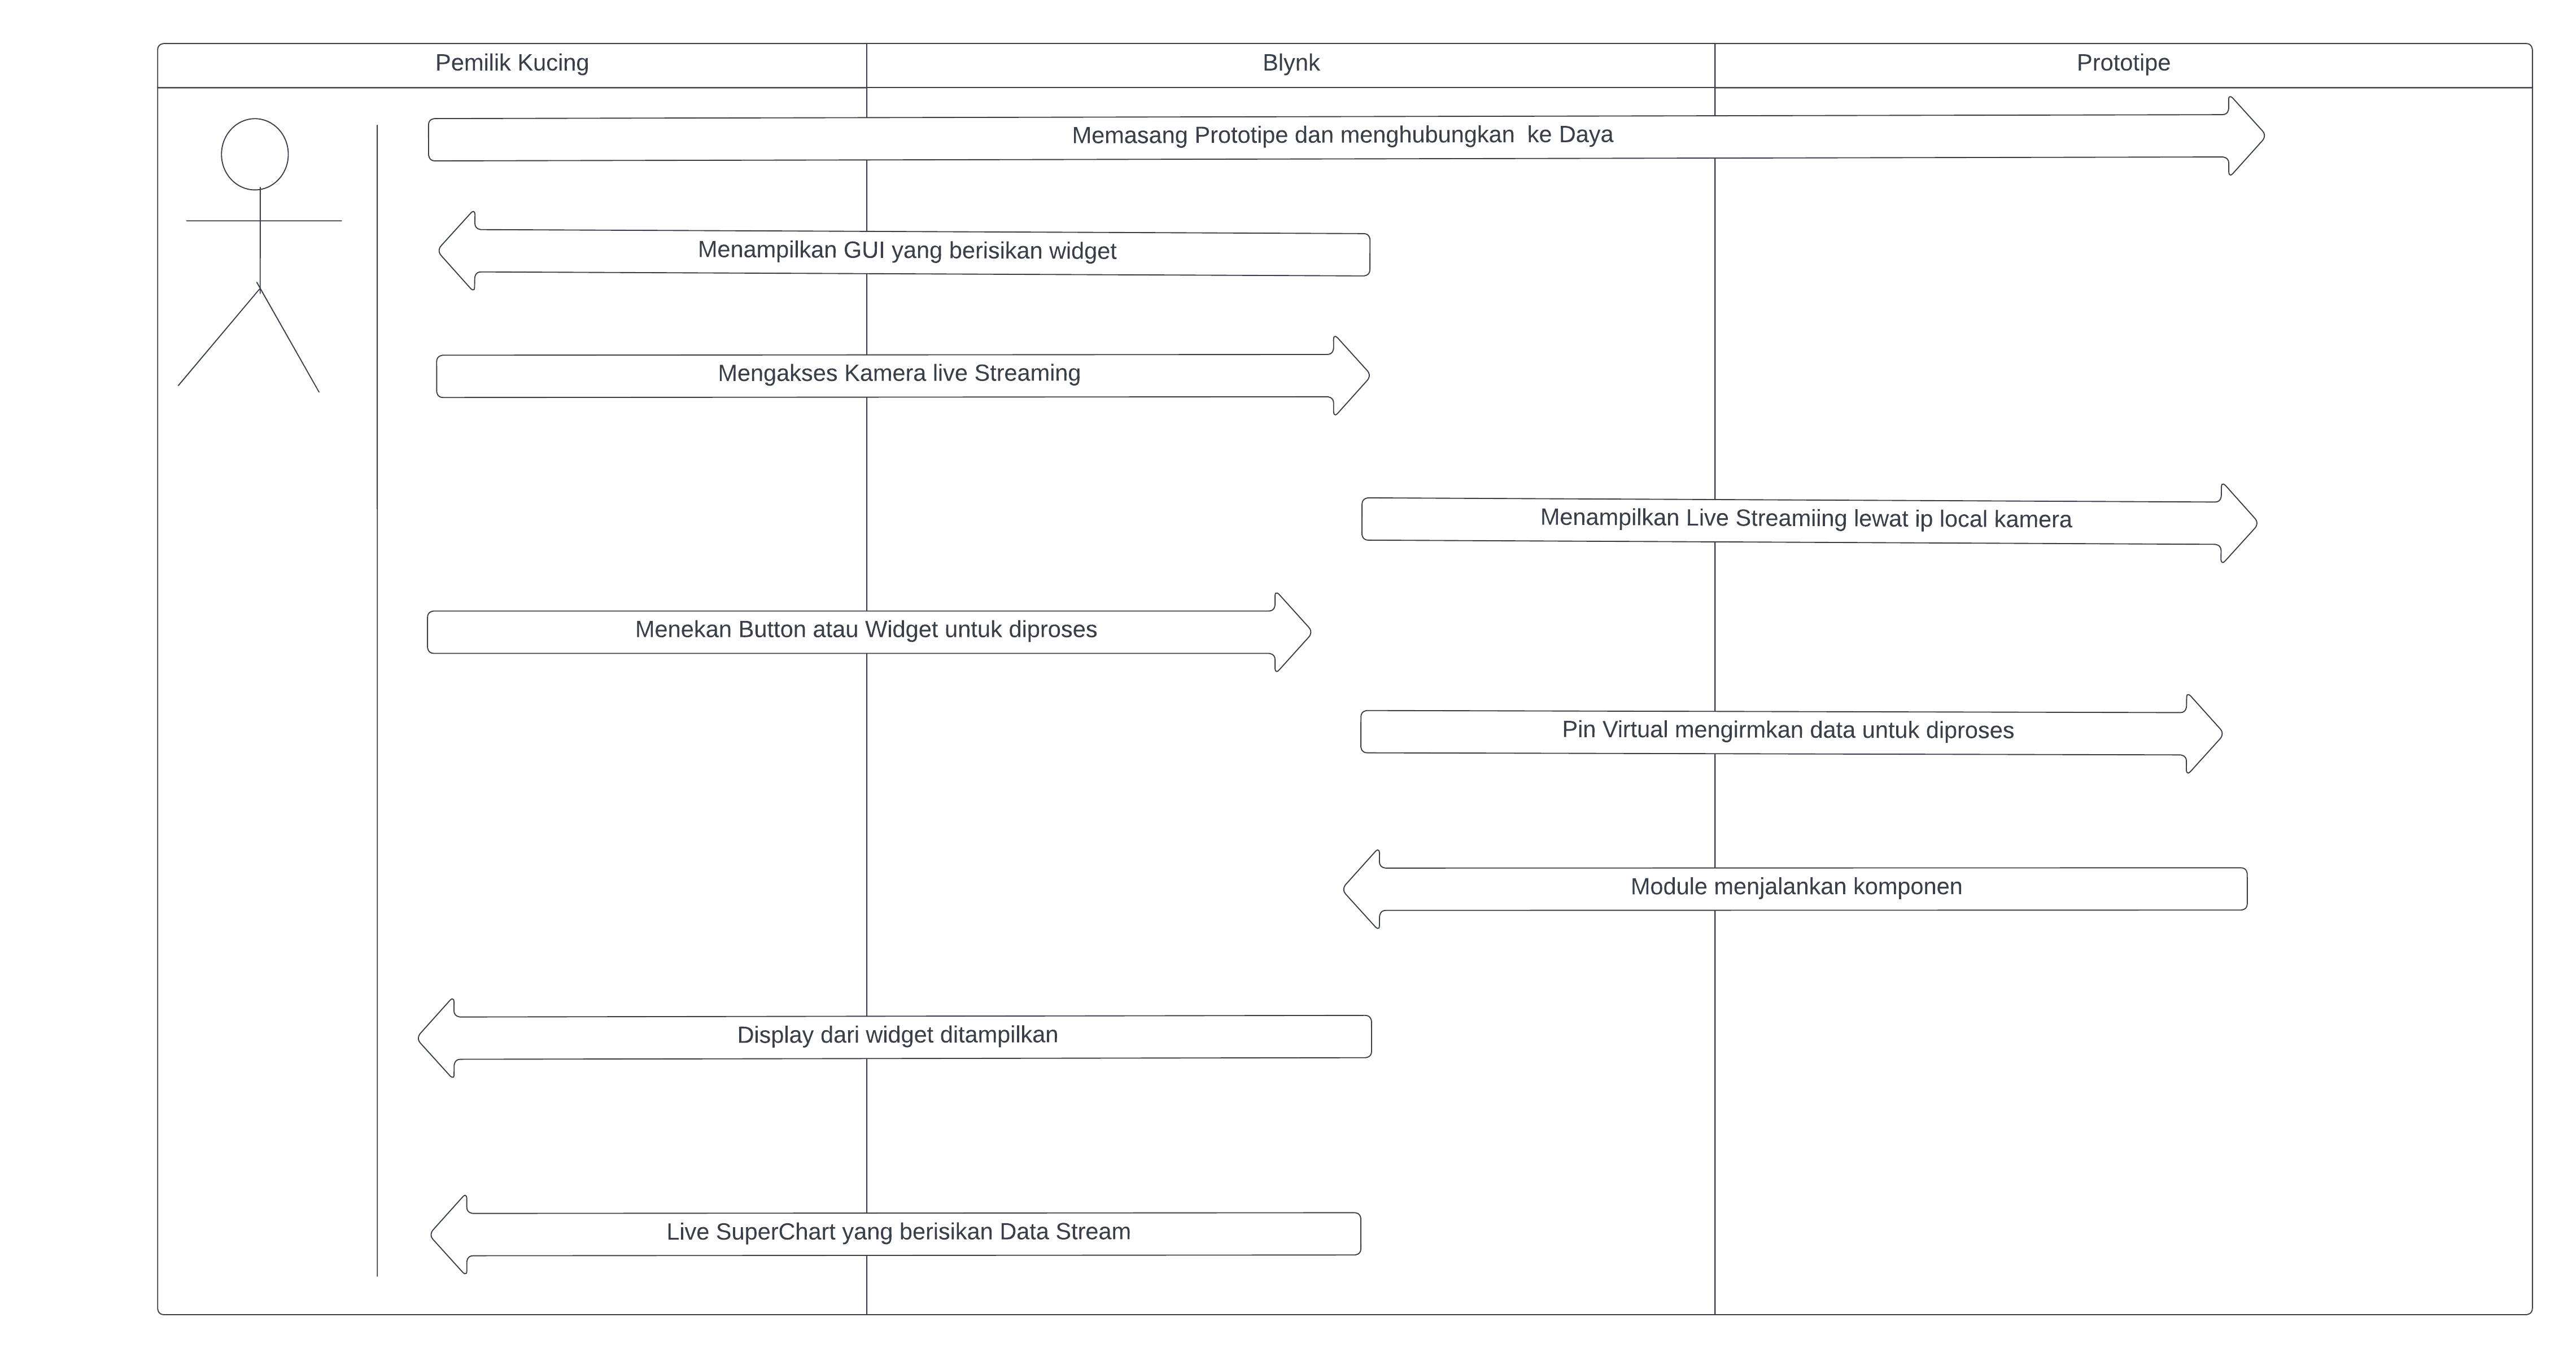 Pemilik Kucing
Blynk
Prototipe
Memasang Prototipe dan menghubungkan  ke Daya
Menampilkan GUI yang berisikan widget
Mengakses Kamera live Streaming
Menampilkan Live Streamiing lewat ip local kamera
Menekan Button atau Widget untuk diproses
Pin Virtual mengirmkan data untuk diproses
Module menjalankan komponen
Display dari widget ditampilkan
Live SuperChart yang berisikan Data Stream